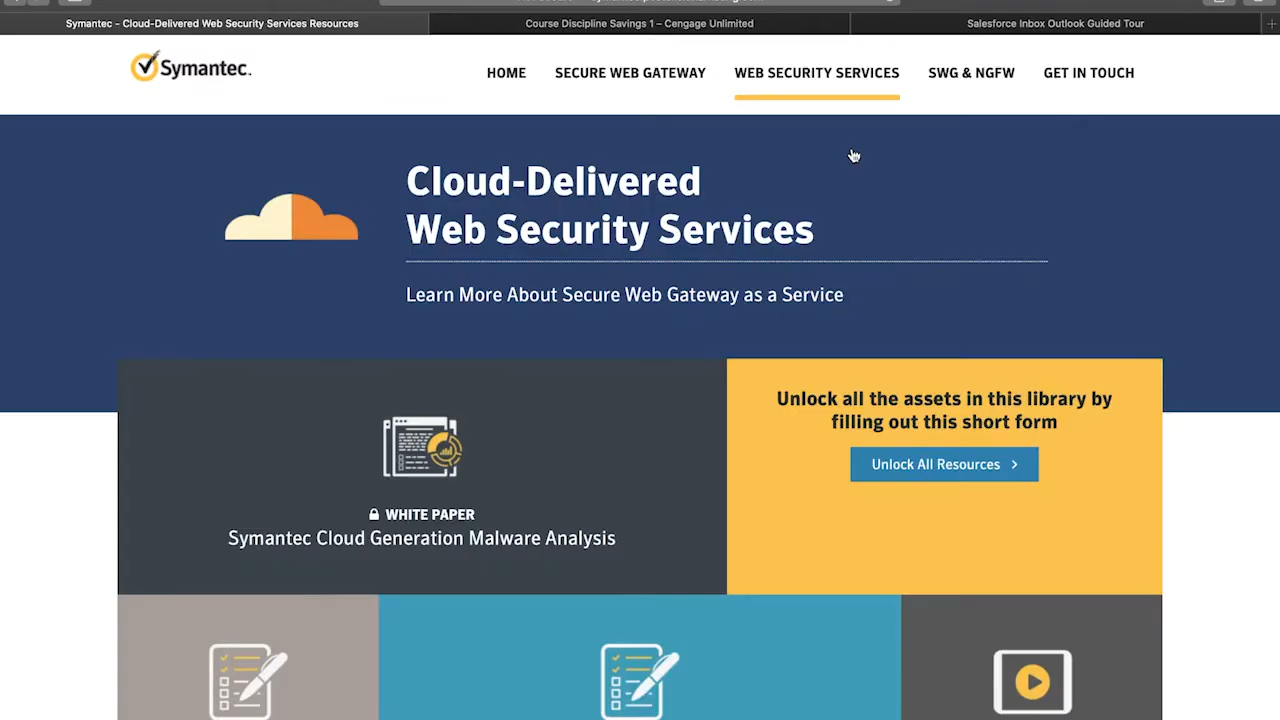 Symantec - Cloud-Delivered Web Security Services Resources
Course Discipline Savings 1 – Cengage Unlimited
Salesforce Inbox Outlook Guided Tour
Symantec.
HOME
SECURE WEB GATEWAY
WEB SECURITY SERVICES
SWG & NGFW
GET IN TOUCH
Cloud-Delivered
Web Security Services
Learn More About Secure Web Gateway as a Service
WHITE PAPER
Symantec Cloud Generation Malware Analysis
Unlock all the assets in this library by
filling out this short form
Unlock All Resources